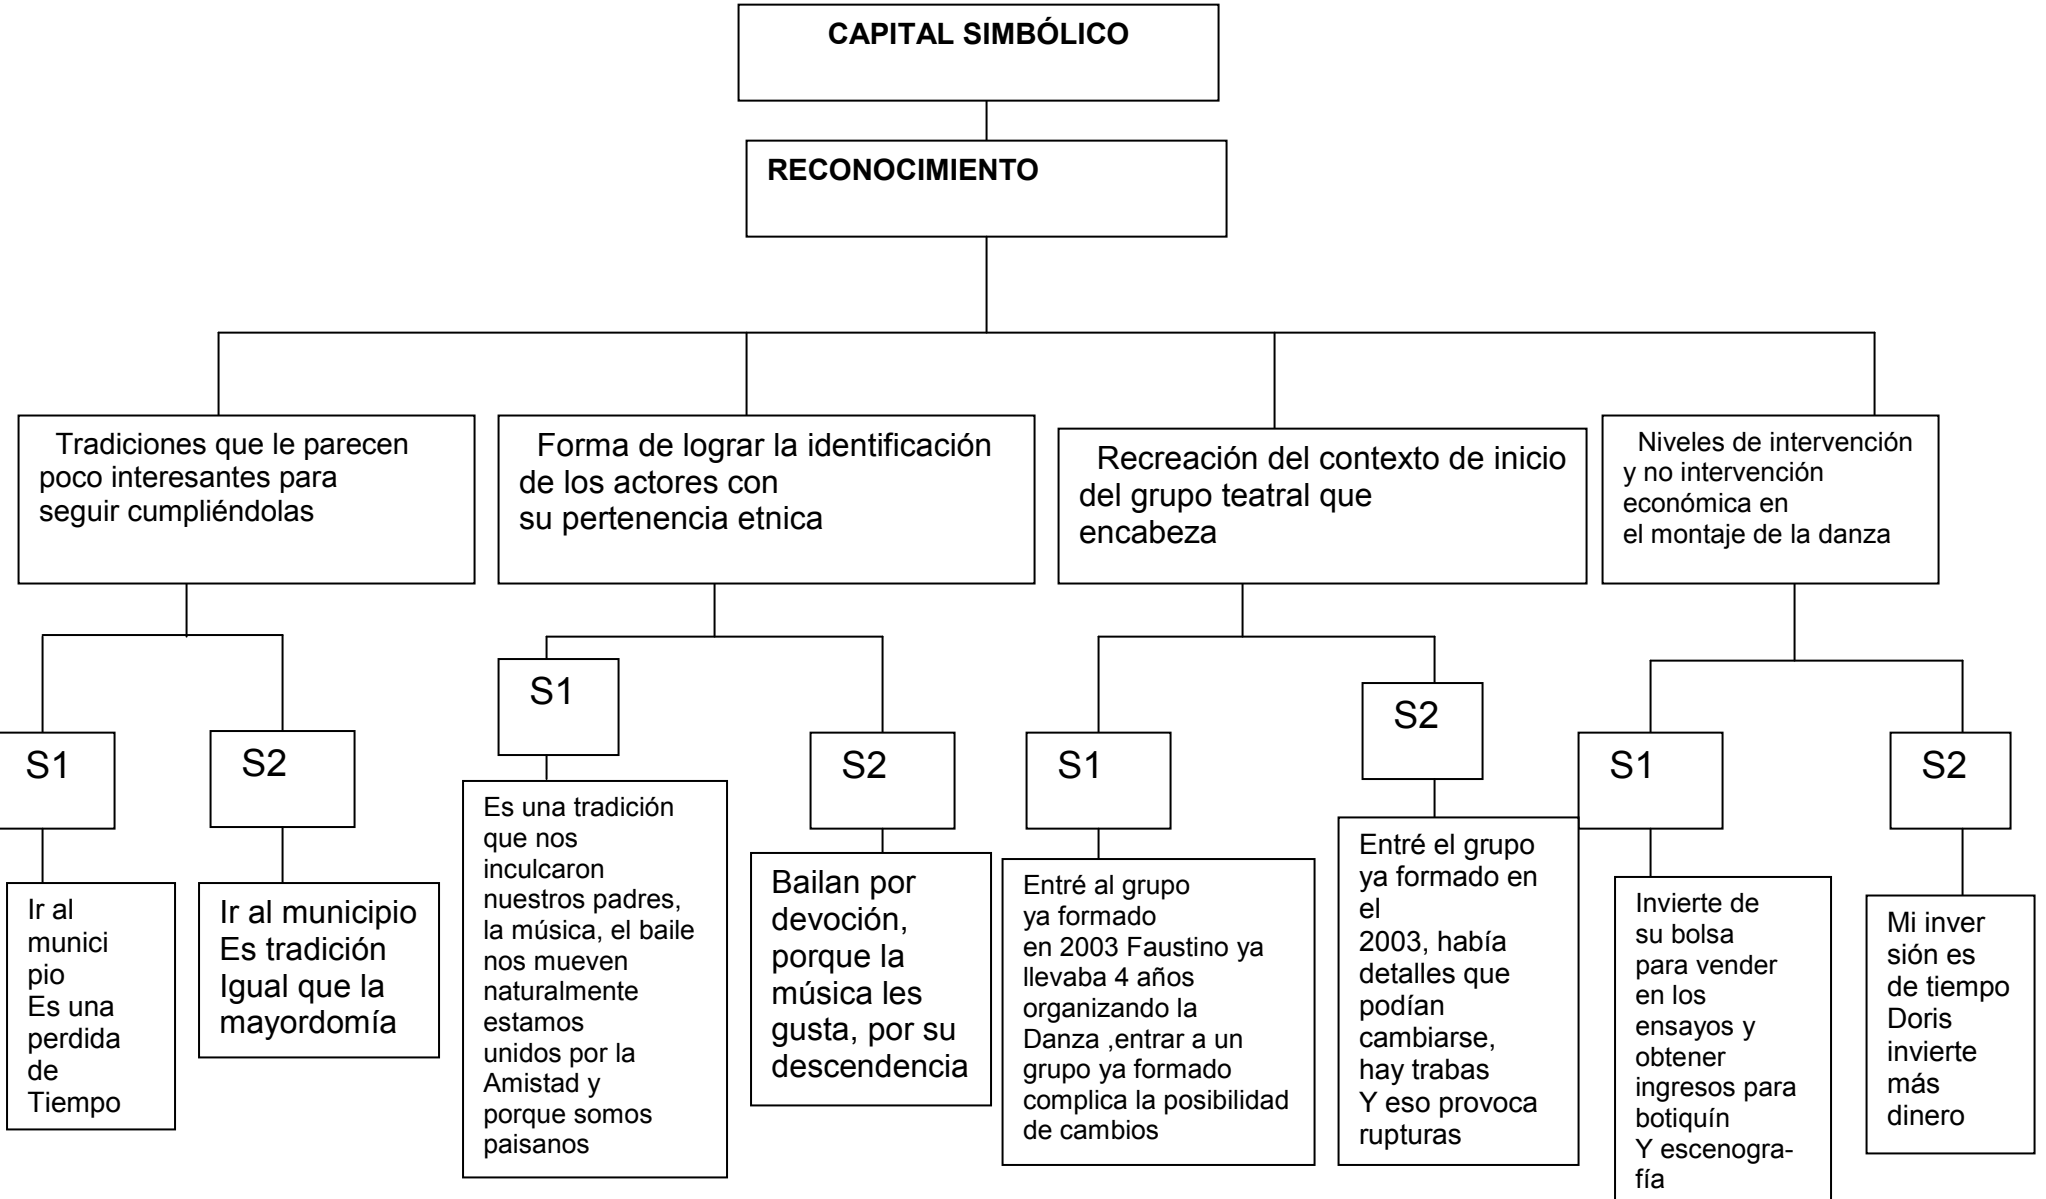 CAPITAL SIMBÓLICO
RECONOCIMIENTO
Tradiciones que le parecen
poco interesantes para
seguir cumpliéndolas
Forma de lograr la identificación
de los actores con
su pertenencia etnica
Recreación del contexto de inicio
del grupo teatral que
encabeza
Niveles de intervención
y no intervención
económica en
el montaje de la danza
S1
S2
S1
S2
S1
S2
S1
S2
Ir al
munici
pio
Es una
perdida
de
Tiempo
Ir al municipio
Es tradición
Igual que la
mayordomía
Es una tradición
que nos
inculcaron
nuestros padres,
la música, el baile
nos mueven
naturalmente
estamos
unidos por la
Amistad y
porque somos
paisanos
Bailan por
devoción,
porque la
música les
gusta, por su
descendencia
Entré al grupo
ya formado
en 2003 Faustino ya
llevaba 4 años
organizando la
Danza ,entrar a un
grupo ya formado
complica la posibilidad
de cambios
Entré el grupo
ya formado en
el
2003, había
detalles que
podían
cambiarse,
hay trabas
Y eso provoca
rupturas
Invierte de
su bolsa
para vender
en los
ensayos y
obtener
ingresos para
botiquín
Y escenogra-
fía
Mi inver
sión es
de tiempo
Doris
invierte
más
dinero